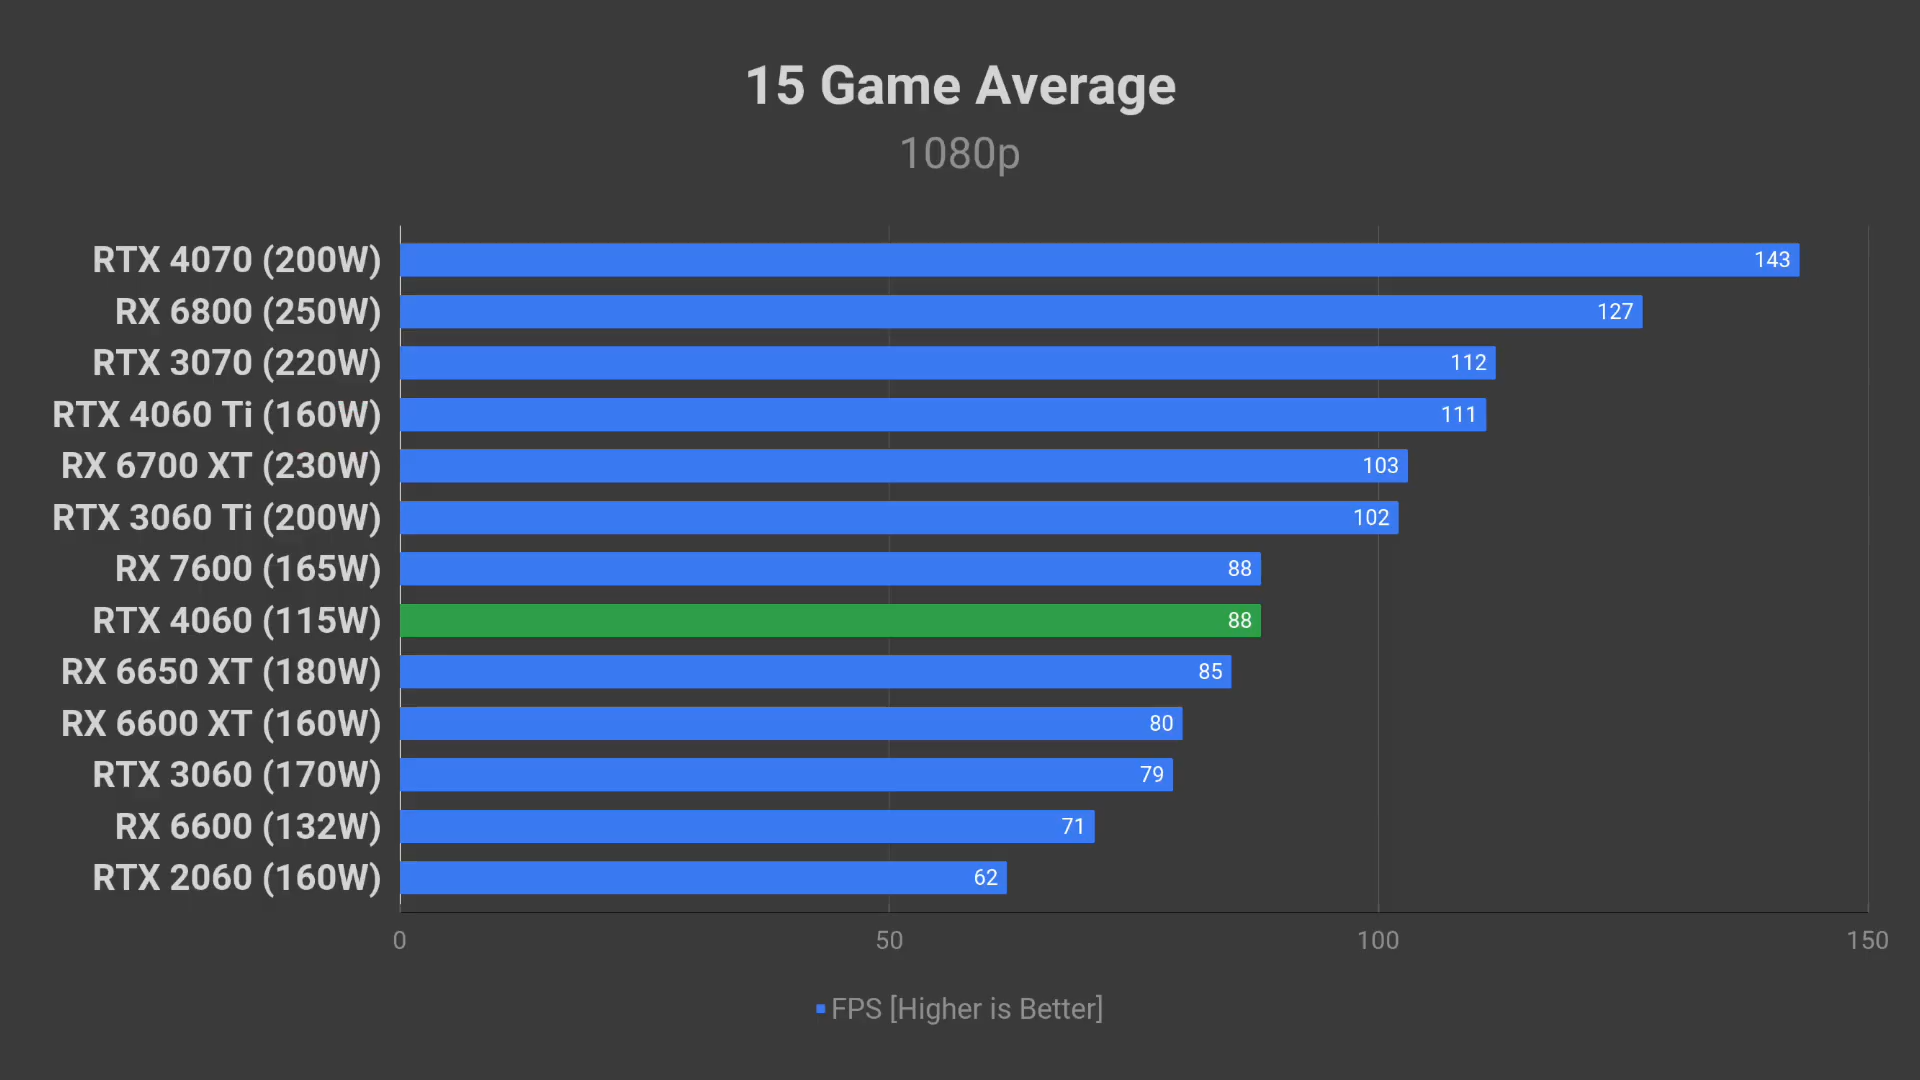 15 Game Average
1080p
RTX 4070 (200W) 143
RX 6800 (250W) 127
RTX 3070 (220W) 112
RTX 4060 Ti (160W) 111
RX 6700 XT (230W) 103
RTX 3060 Ti (200W) 102
RX 7600 (165W) 88
RTX 4060 (115W) 88
RX 6650 XT (180W) 85
RX 6600 XT (160W) 80
RTX 3060 (170W) 79
RX 6600 (132W) 71
RTX 2060 (160W) 62
0 50 100 150
FPS [Higher is Better]